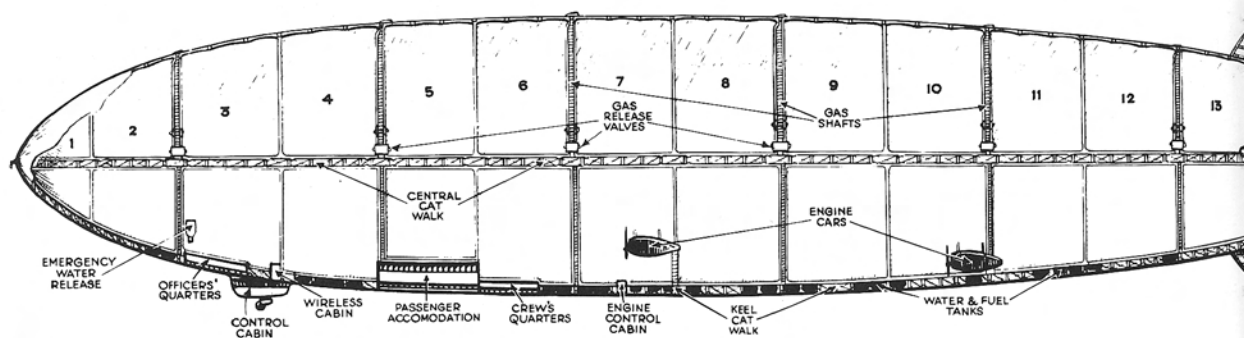 1
2
3
4
5
6
7
8
9
10
11
12
13
GAS
RELEASE
VALVES
GAS
SHAFTS
CENTRAL
CAT
WALK
ENGINE
CARS
EMERGENCY
WATER
RELEASE
OFFICERS'
QUARTERS
CONTROL
CABIN
WIRELESS
CABIN
PASSENGER
ACCOMODATION
CREW'S
QUARTERS
ENGINE
CONTROL
CABIN
KEEL
CAT
WALK
WATER & FUEL
TANKS